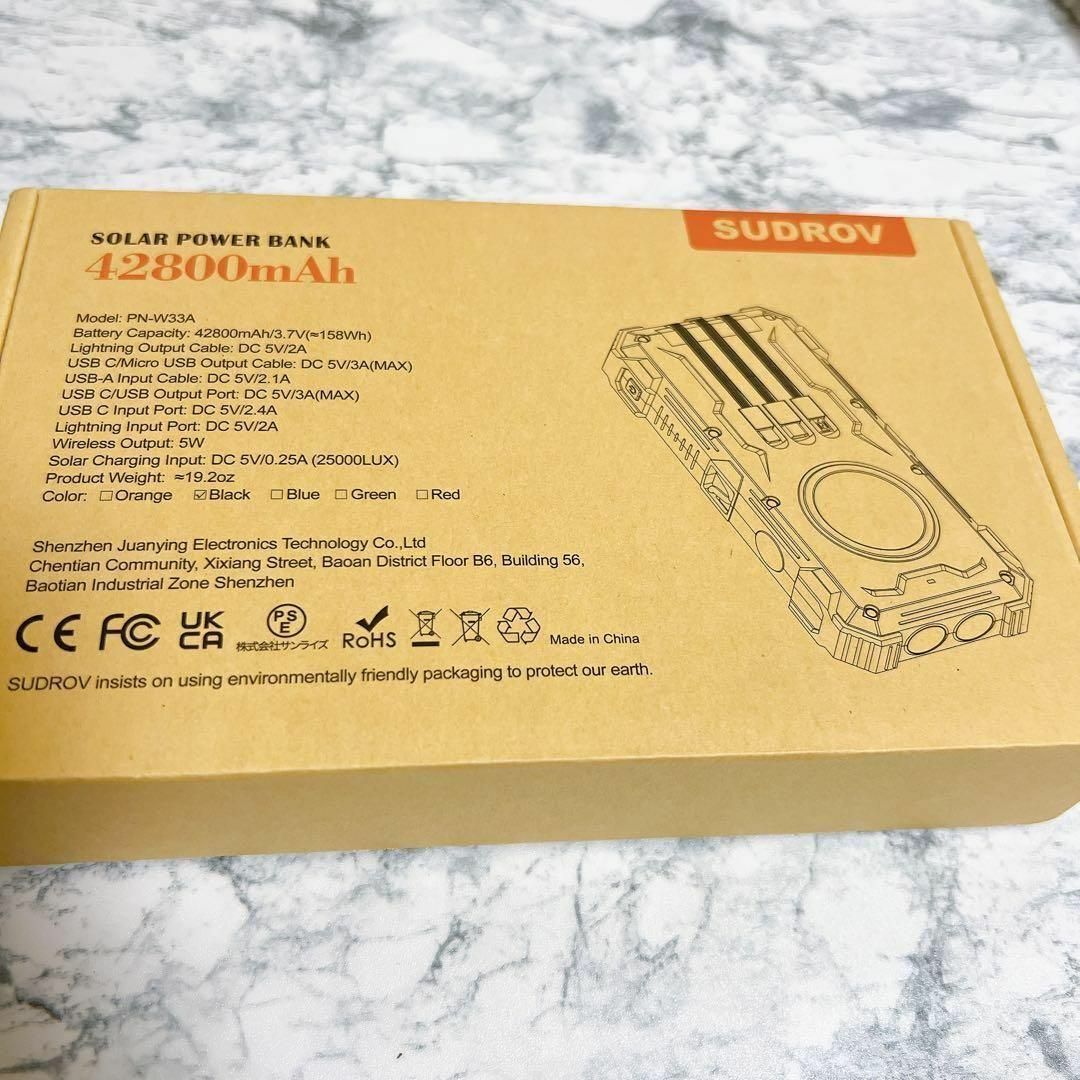 SUDROV
SOLAR POWER BANK
42800mAh
Model: PN-W33A
Battery Capacity: 42800mAh/3.7V(≈158Wh)
Lightning Output Cable: DC 5V/2A
USB C/Micro USB Output Cable: DC 5V/3A(MAX)
USB-A Input Cable: DC 5V/2.1A
USB C/USB Output Port: DC 5V/3A(MAX)
USB C Input Port: DC 5V/2.4A
Lightning Input Port: DC 5V/2A
Wireless Output: 5W
Solar Charging Input: DC 5V/0.25A (25000LUX)
Product Weight: ≈19.2oz
Color: ☐Orange ☑Black ☐Blue ☐Green ☐Red
Shenzhen Juanying Electronics Technology Co.,Ltd
Chentian Community, Xixiang Street, Baoan District Floor B6, Building 56,
Baotian Industrial Zone Shenzhen
CE FC UK CA PSE 株式会社サンライズ RoHS Made in China
SUDROV insists on using environmentally friendly packaging to protect our earth.